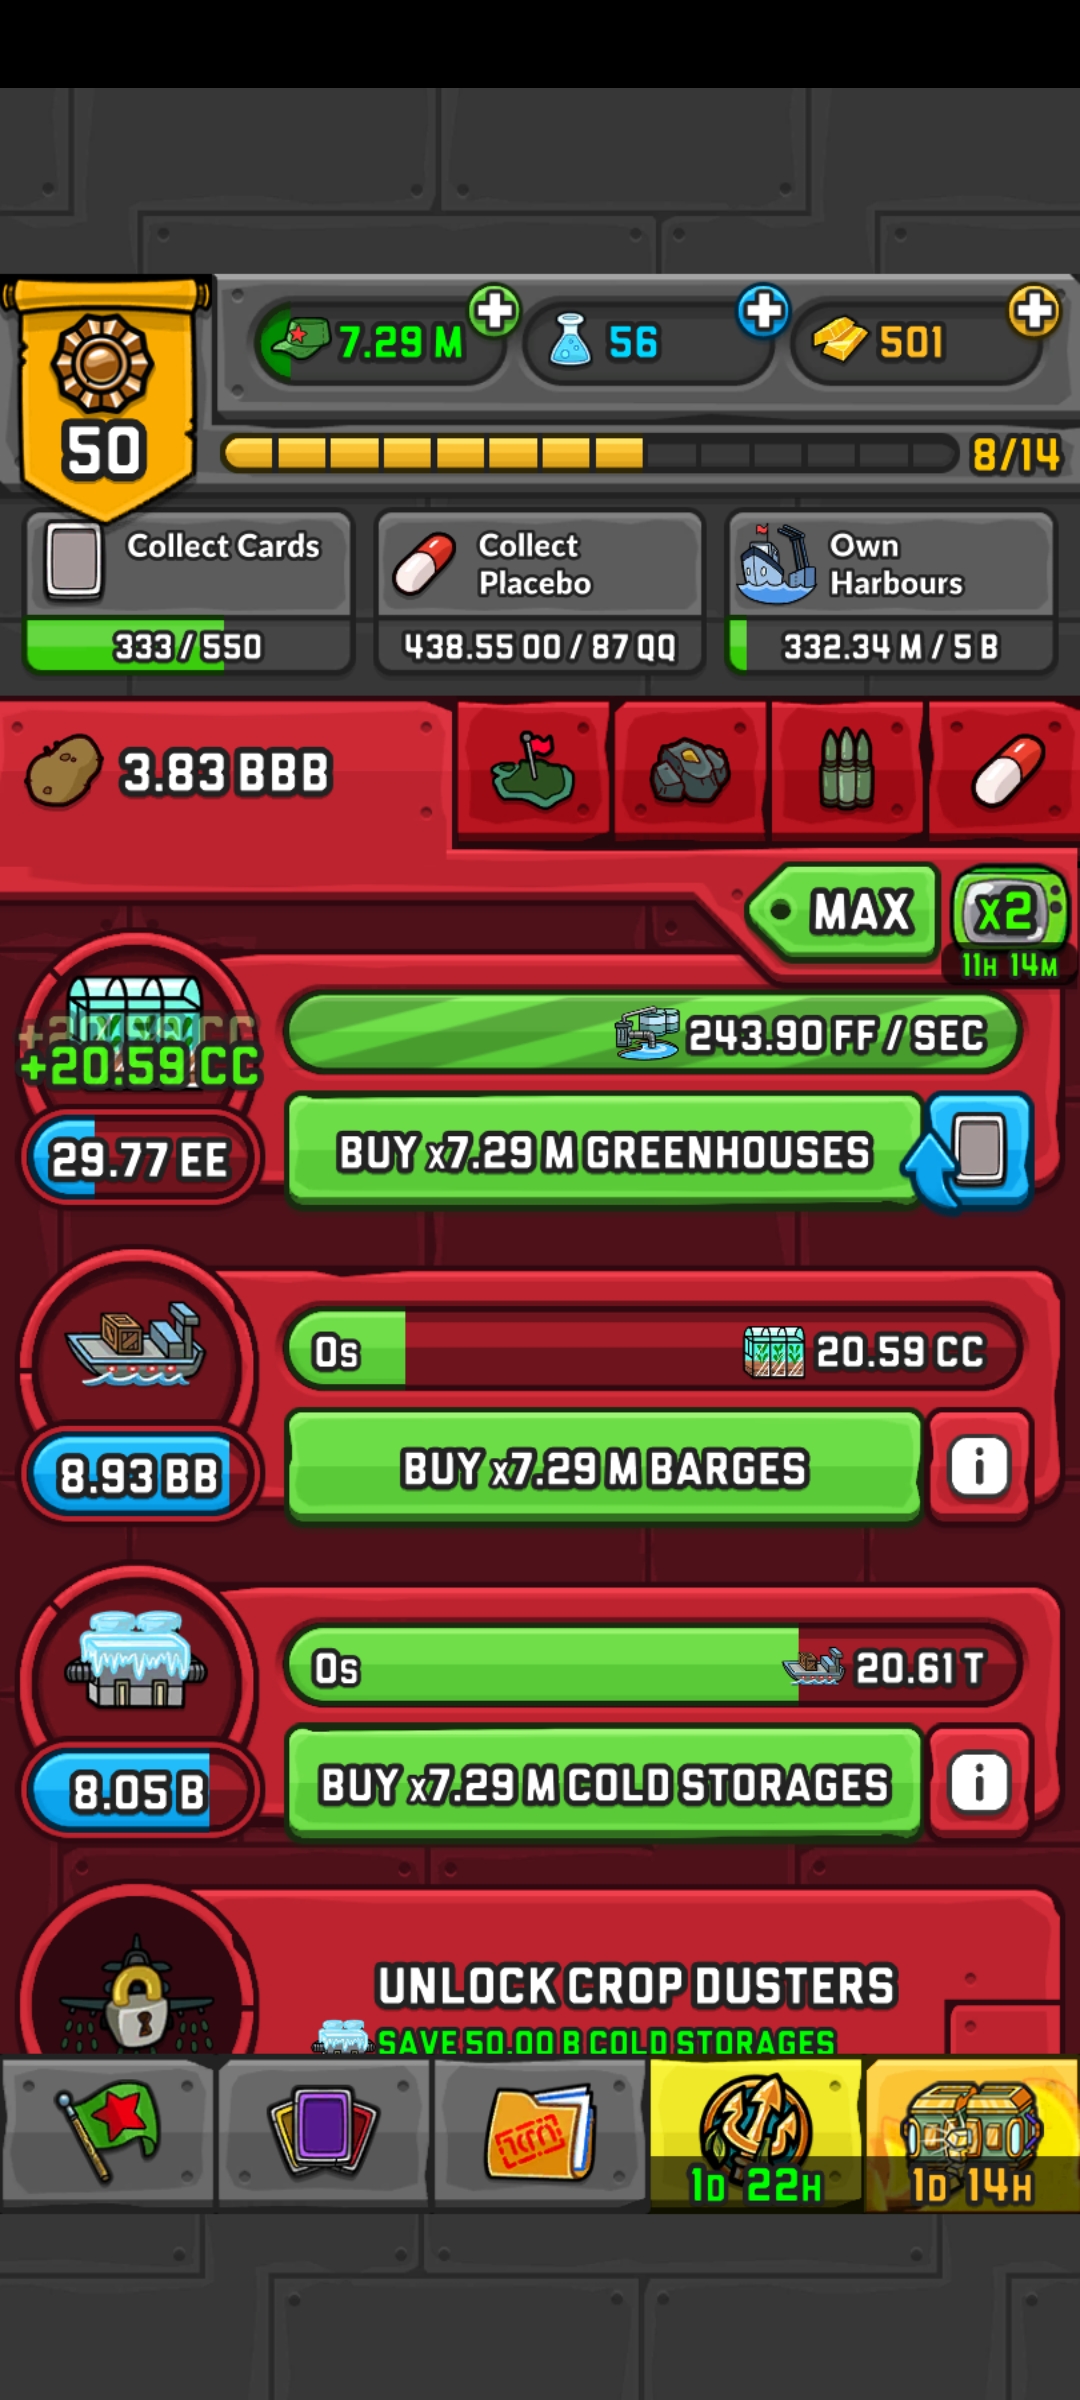 7.29 M
56
501
50
8/14
Collect Cards
333/550
Collect
Placebo
438.55 OO / 87 QQ
Own
Harbours
332.34 M / 5 B
3.83 BBB
MAX
x2
11H 14M
+20.59 CC
+20.59 CC
243.90 FF / SEC
29.77 EE
BUY x7.29 M GREENHOUSES
0s
20.59 CC
8.93 BB
BUY x7.29 M BARGES
i
0s
20.61 T
8.05 B
BUY x7.29 M COLD STORAGES
i
UNLOCK CROP DUSTERS
SAVE 50.00 B COLD STORAGES
1D 22H
1D 14H